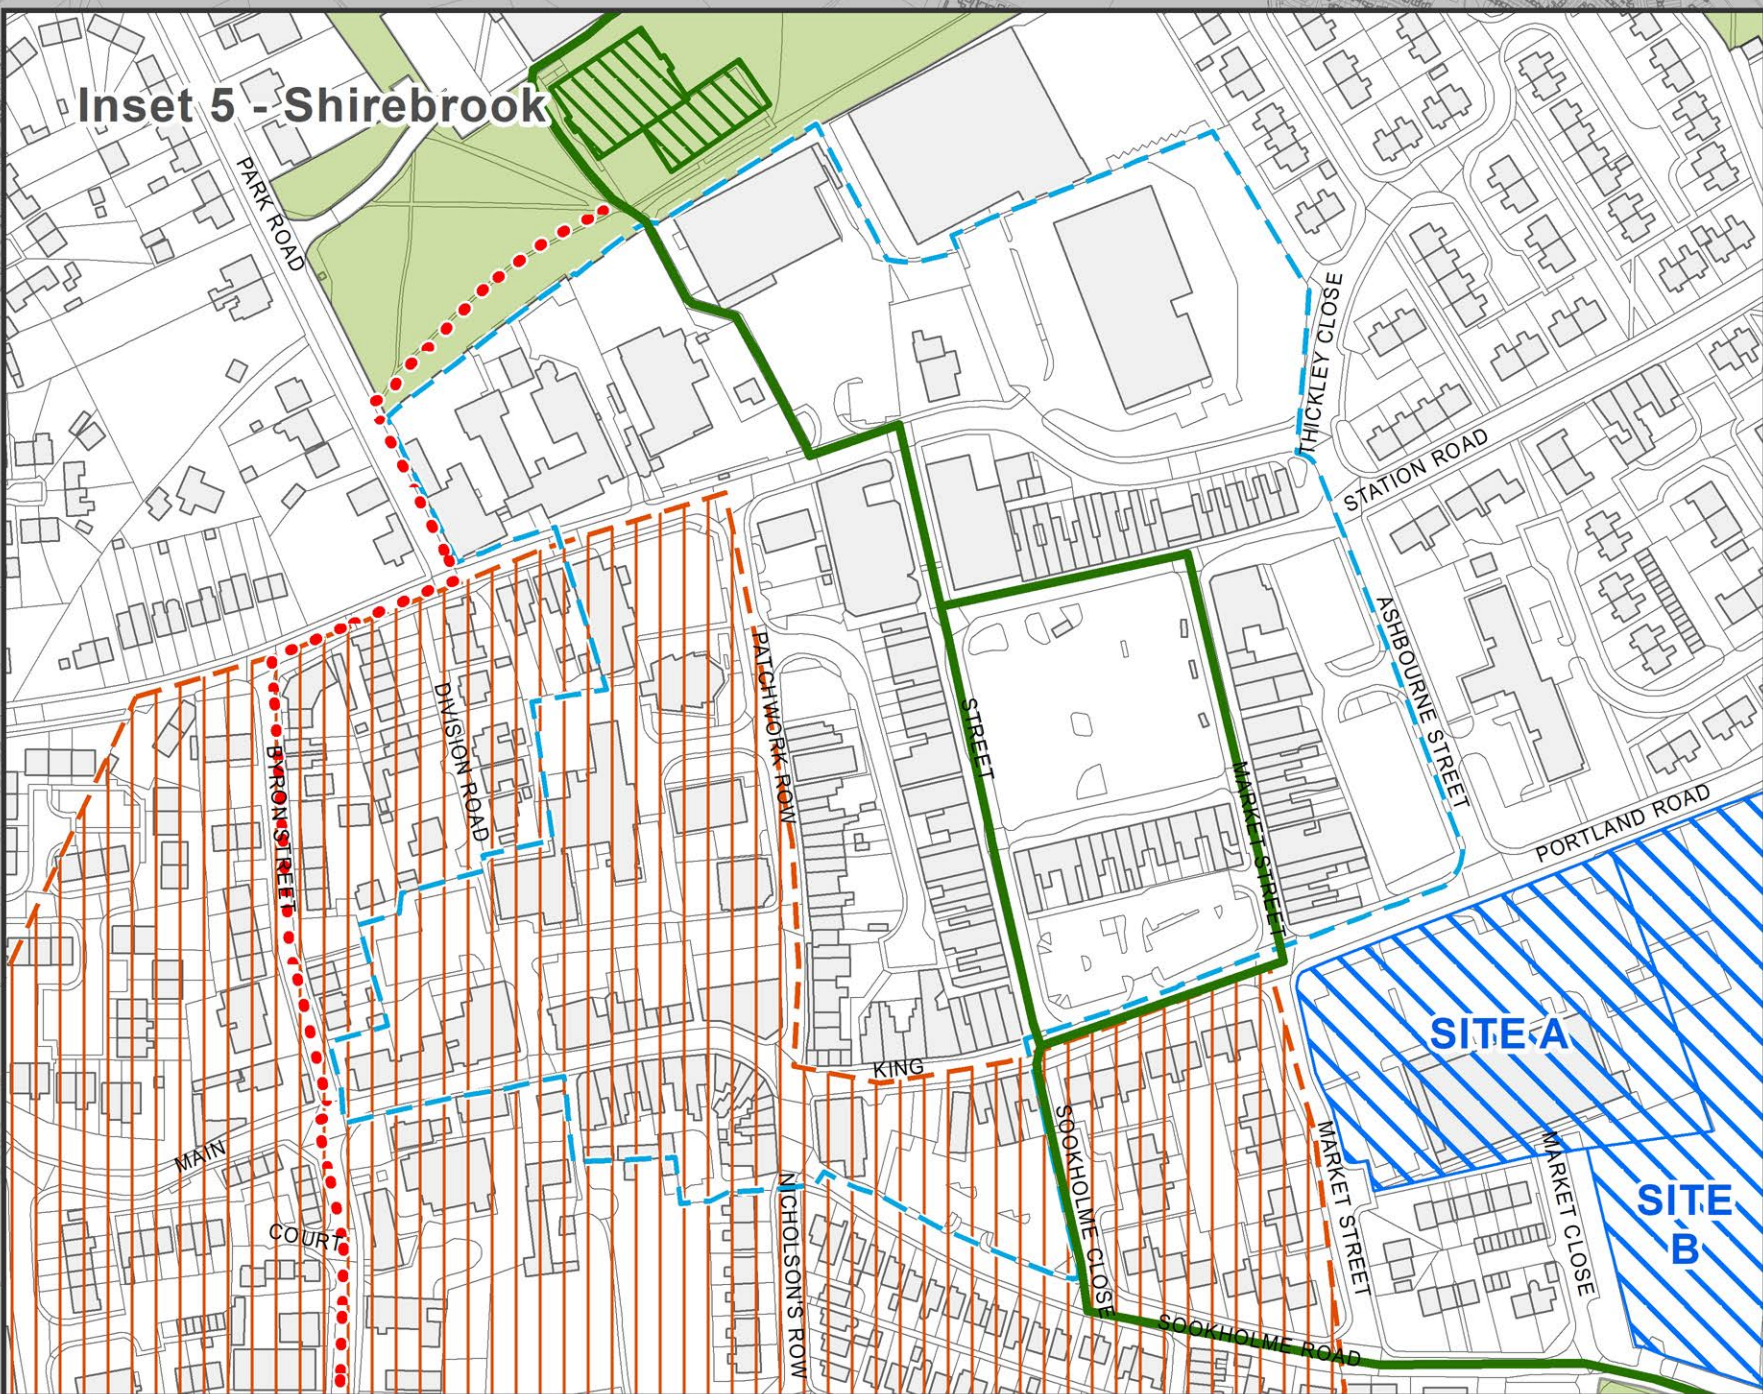 Inset 5 - Shirebrook
PARK ROAD
THICKLEY CLOSE
STATION ROAD
ASHBOURNE STREET
PATCHWORK ROW
DIVISION ROAD
BYRON STREET
STREET
MARKET STREET
PORTLAND ROAD
SITE A
KING
MAIN
COURT
NICHOLSON'S ROW
SOOKHOLME CLOSE
MARKET STREET
MARKET CLOSE
SITE
B
SOOKHOLME ROAD